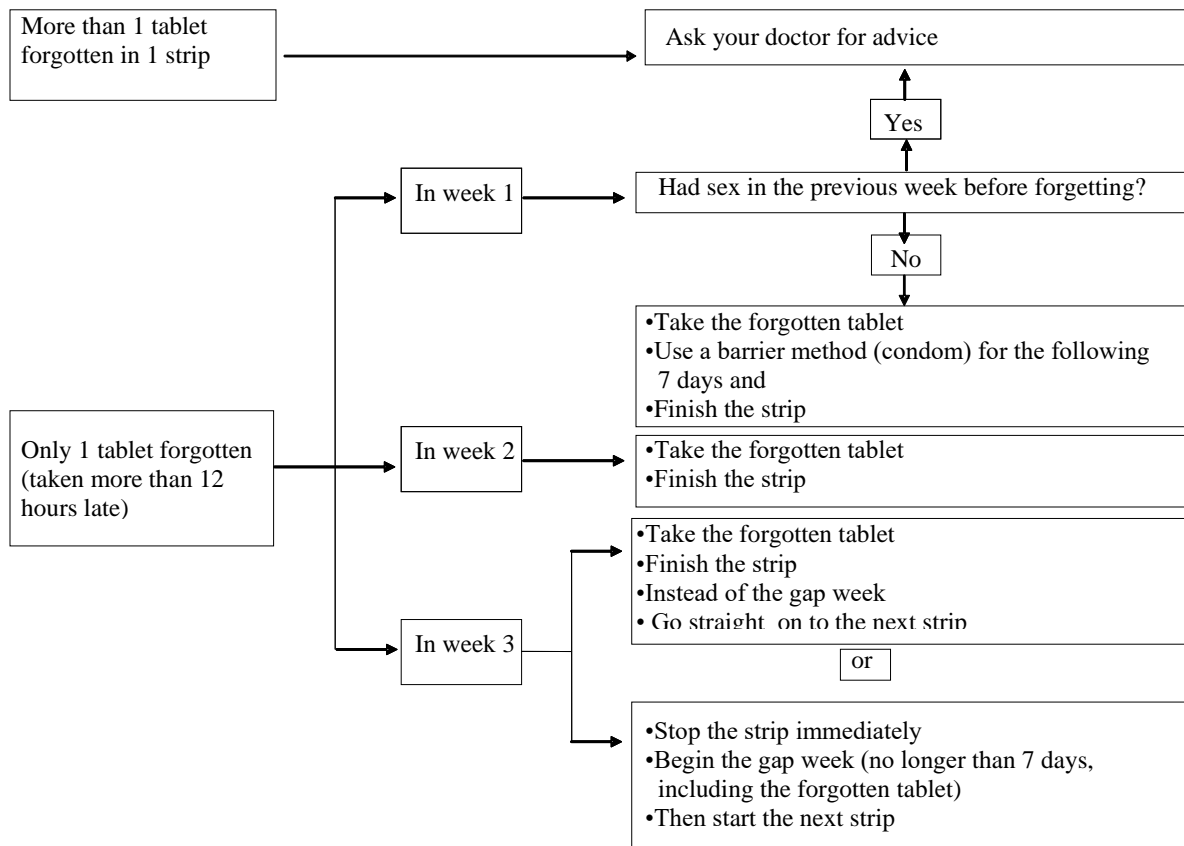 More than 1 tablet
forgotten in 1 strip
Ask your doctor for advice
Yes
In week 1
Had sex in the previous week before forgetting?
No
•Take the forgotten tablet
•Use a barrier method (condom) for the following
7 days and
•Finish the strip
Only 1 tablet forgotten
(taken more than 12
hours late)
In week 2
•Take the forgotten tablet
•Finish the strip
•Take the forgotten tablet
•Finish the strip
•Instead of the gap week
• Go straight on to the next strip
In week 3
or
•Stop the strip immediately
•Begin the gap week (no longer than 7 days,
including the forgotten tablet)
•Then start the next strip